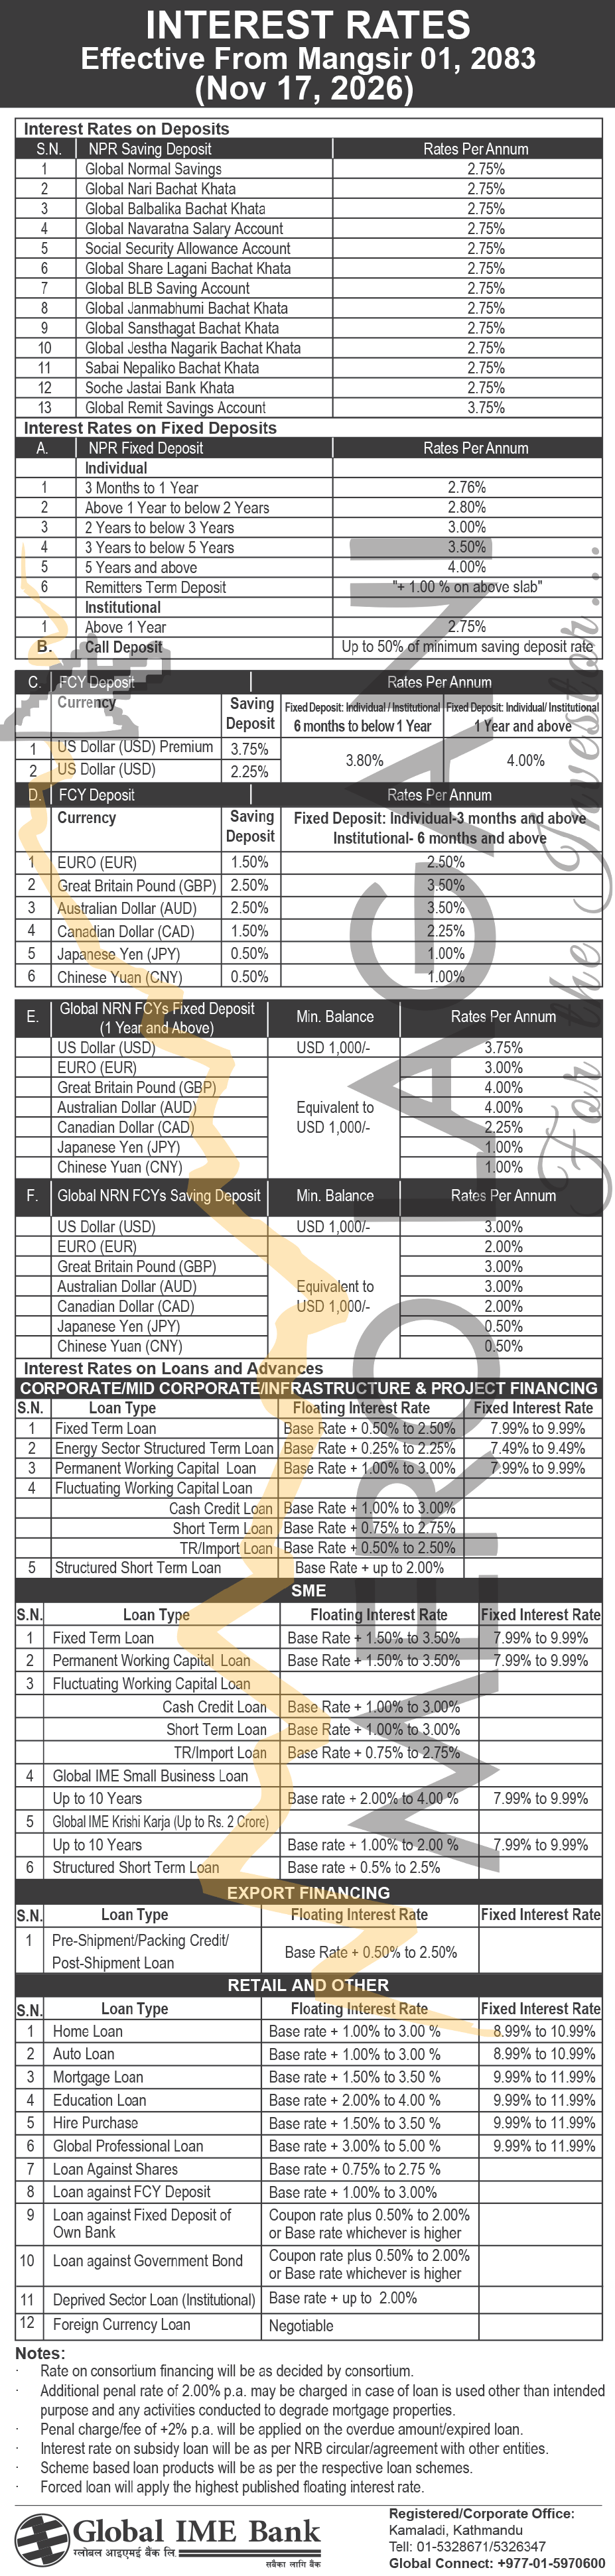 INTEREST RATES
Effective From Mangsir 01, 2083
(Nov 17, 2026)
Interest Rates on Deposits
S.N. NPR Saving Deposit Rates Per Annum
1 Global Normal Savings 2.75%
2 Global Nari Bachat Khata 2.75%
3 Global Balbalika Bachat Khata 2.75%
4 Global Navaratna Salary Account 2.75%
5 Social Security Allowance Account 2.75%
6 Global Share Lagani Bachat Khata 2.75%
7 Global BLB Saving Account 2.75%
8 Global Janmabhumi Bachat Khata 2.75%
9 Global Sansthagat Bachat Khata 2.75%
10 Global Jestha Nagarik Bachat Khata 2.75%
11 Sabai Nepaliko Bachat Khata 2.75%
12 Soche Jastai Bank Khata 2.75%
13 Global Remit Savings Account 3.75%
Interest Rates on Fixed Deposits
A. NPR Fixed Deposit Rates Per Annum
Individual
1 3 Months to 1 Year 2.76%
2 Above 1 Year to below 2 Years 2.80%
3 2 Years to below 3 Years 3.00%
4 3 Years to below 5 Years 3.50%
5 5 Years and above 4.00%
6 Remitters Term Deposit "+ 1.00 % on above slab"
Institutional
1 Above 1 Year 2.75%
B. Call Deposit Up to 50% of minimum saving deposit rate
C. FCY Deposit Rates Per Annum
Currency Saving Deposit Fixed Deposit: Individual / Institutional 6 months to below 1 Year Fixed Deposit: Individual/ Institutional 1 Year and above
1 US Dollar (USD) Premium 3.75% 3.80% 4.00%
2 US Dollar (USD) 2.25%
D. FCY Deposit Rates Per Annum
Currency Saving Deposit Fixed Deposit: Individual-3 months and above Institutional- 6 months and above
1 EURO (EUR) 1.50% 2.50%
2 Great Britain Pound (GBP) 2.50% 3.50%
3 Australian Dollar (AUD) 2.50% 3.50%
4 Canadian Dollar (CAD) 1.50% 2.25%
5 Japanese Yen (JPY) 0.50% 1.00%
6 Chinese Yuan (CNY) 0.50% 1.00%
E. Global NRN FCYs Fixed Deposit (1 Year and Above) Min. Balance Rates Per Annum
US Dollar (USD) USD 1,000/- 3.75%
EURO (EUR) 3.00%
Great Britain Pound (GBP) 4.00%
Australian Dollar (AUD) Equivalent to 4.00%
Canadian Dollar (CAD) USD 1,000/- 2.25%
Japanese Yen (JPY) 1.00%
Chinese Yuan (CNY) 1.00%
F. Global NRN FCYs Saving Deposit Min. Balance Rates Per Annum
US Dollar (USD) USD 1,000/- 3.00%
EURO (EUR) 2.00%
Great Britain Pound (GBP) 3.00%
Australian Dollar (AUD) Equivalent to 3.00%
Canadian Dollar (CAD) USD 1,000/- 2.00%
Japanese Yen (JPY) 0.50%
Chinese Yuan (CNY) 0.50%
Interest Rates on Loans and Advances
CORPORATE/MID CORPORATE/INFRASTRUCTURE & PROJECT FINANCING
S.N. Loan Type Floating Interest Rate Fixed Interest Rate
1 Fixed Term Loan Base Rate + 0.50% to 2.50% 7.99% to 9.99%
2 Energy Sector Structured Term Loan Base Rate + 0.25% to 2.25% 7.49% to 9.49%
3 Permanent Working Capital Loan Base Rate + 1.00% to 3.00% 7.99% to 9.99%
4 Fluctuating Working Capital Loan
Cash Credit Loan Base Rate + 1.00% to 3.00%
Short Term Loan Base Rate + 0.75% to 2.75%
TR/Import Loan Base Rate + 0.50% to 2.50%
5 Structured Short Term Loan Base Rate + up to 2.00%
SME
S.N. Loan Type Floating Interest Rate Fixed Interest Rate
1 Fixed Term Loan Base Rate + 1.50% to 3.50% 7.99% to 9.99%
2 Permanent Working Capital Loan Base Rate + 1.50% to 3.50% 7.99% to 9.99%
3 Fluctuating Working Capital Loan
Cash Credit Loan Base Rate + 1.00% to 3.00%
Short Term Loan Base Rate + 1.00% to 3.00%
TR/Import Loan Base Rate + 0.75% to 2.75%
4 Global IME Small Business Loan
Up to 10 Years Base rate + 2.00% to 4.00 % 7.99% to 9.99%
5 Global IME Krishi Karja (Up to Rs. 2 Crore)
Up to 10 Years Base rate + 1.00% to 2.00 % 7.99% to 9.99%
6 Structured Short Term Loan Base rate + 0.5% to 2.5%
EXPORT FINANCING
S.N. Loan Type Floating Interest Rate Fixed Interest Rate
1 Pre-Shipment/Packing Credit/ Post-Shipment Loan Base Rate + 0.50% to 2.50%
RETAIL AND OTHER
S.N. Loan Type Floating Interest Rate Fixed Interest Rate
1 Home Loan Base rate + 1.00% to 3.00 % 8.99% to 10.99%
2 Auto Loan Base rate + 1.00% to 3.00 % 8.99% to 10.99%
3 Mortgage Loan Base rate + 1.50% to 3.50 % 9.99% to 11.99%
4 Education Loan Base rate + 2.00% to 4.00 % 9.99% to 11.99%
5 Hire Purchase Base rate + 1.50% to 3.50 % 9.99% to 11.99%
6 Global Professional Loan Base rate + 3.00% to 5.00 % 9.99% to 11.99%
7 Loan Against Shares Base rate + 0.75% to 2.75 %
8 Loan against FCY Deposit Base rate + 1.00% to 3.00%
9 Loan against Fixed Deposit of Own Bank Coupon rate plus 0.50% to 2.00% or Base rate whichever is higher
10 Loan against Government Bond Coupon rate plus 0.50% to 2.00% or Base rate whichever is higher
11 Deprived Sector Loan (Institutional) Base rate + up to 2.00%
12 Foreign Currency Loan Negotiable
Notes:
· Rate on consortium financing will be as decided by consortium.
· Additional penal rate of 2.00% p.a. may be charged in case of loan is used other than intended
purpose and any activities conducted to degrade mortgage properties.
· Penal charge/fee of +2% p.a. will be applied on the overdue amount/expired loan.
· Interest rate on subsidy loan will be as per NRB circular/agreement with other entities.
· Scheme based loan products will be as per the respective loan schemes.
· Forced loan will apply the highest published floating interest rate.
Global IME Bank
ग्लोबल आइएमई बैंक लि.
सबैका लागि बैंक
Registered/Corporate Office:
Kamaladi, Kathmandu
Tell: 01-5328671/5326347
Global Connect: +977-01-5970600
MERO LAGANI
For the Investor...